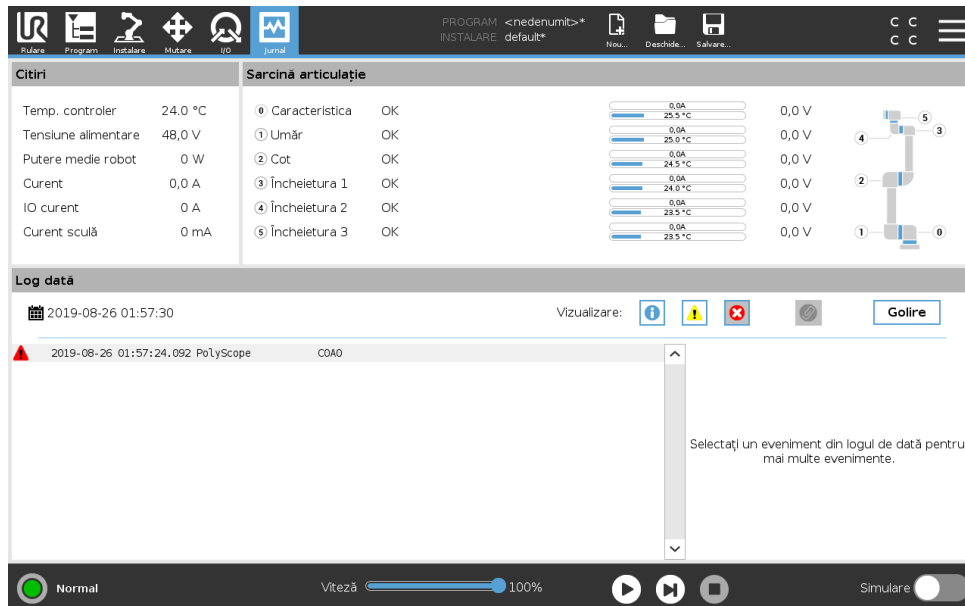 PROGRAM <nedenumit>*
INSTALARE default*
C C
C C
Rulare Program Instalare Mutare I/O Jurnal Nou... Deschide... Salvare...
Citiri Sarcină articulație
Temp. controler 24.0 °C 0 Caracteristica OK 0,0A 25.5 °C 0,0 V
Tensiune alimentare 48,0 V 1 Umăr OK 0,0A 25.0 °C 0,0 V
Putere medie robot 0 W 2 Cot OK 0,0A 24.5 °C 0,0 V
Curent 0,0 A 3 Încheietura 1 OK 0,0A 24.0 °C 0,0 V
IO curent 0 A 4 Încheietura 2 OK 0,0A 23.5 °C 0,0 V
Curent sculă 0 mA 5 Încheietura 3 OK 0,0A 23.5 °C 0,0 V
5
4 3
2
1 0
Log dată
2019-08-26 01:57:30 Vizualizare: Golire
2019-08-26 01:57:24.092 PolyScope C0A0
Selectați un eveniment din logul de dată pentru
mai multe evenimente.
Normal Viteză 100% Simulare